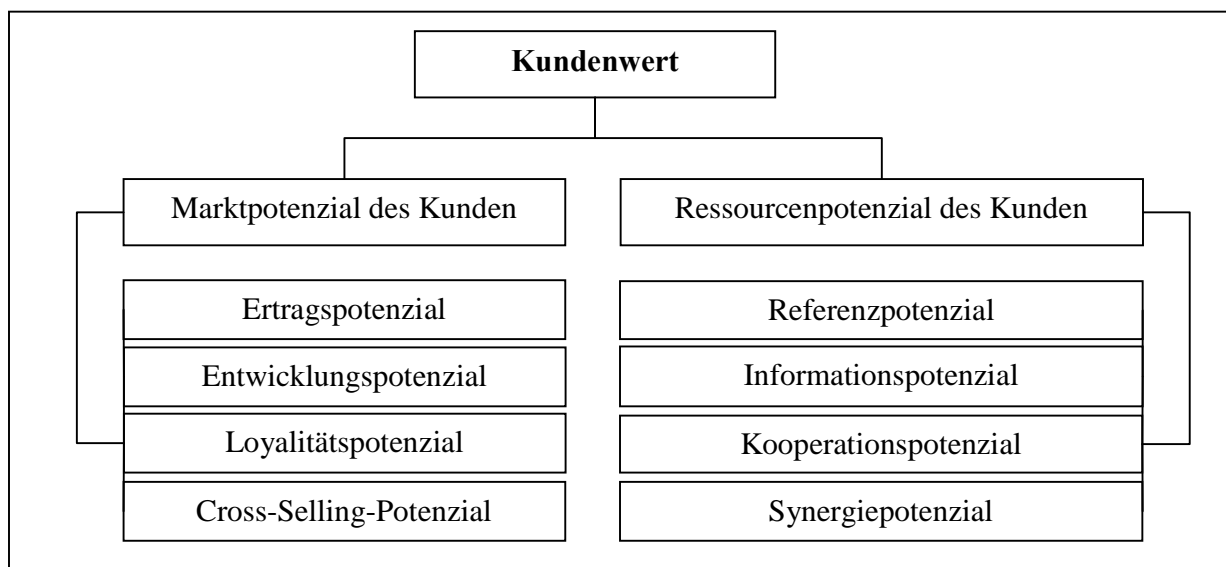 Kundenwert
Marktpotenzial des Kunden
Ressourcenpotenzial des Kunden
Ertragspotenzial
Entwicklungspotenzial
Loyalitätspotenzial
Cross-Selling-Potenzial
Referenzpotenzial
Informationspotenzial
Kooperationspotenzial
Synergiepotenzial